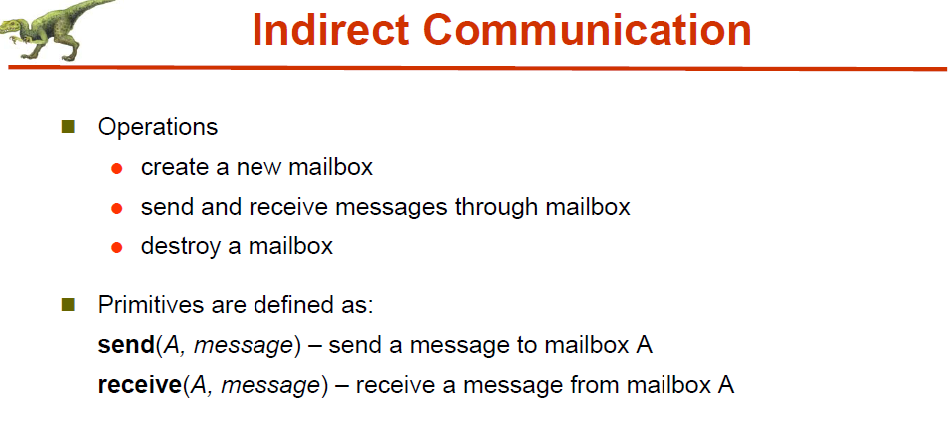 Indirect Communication
Operations
create a new mailbox
send and receive messages through mailbox
destroy a mailbox
Primitives are defined as:
send(A, message) – send a message to mailbox A
receive(A, message) – receive a message from mailbox A